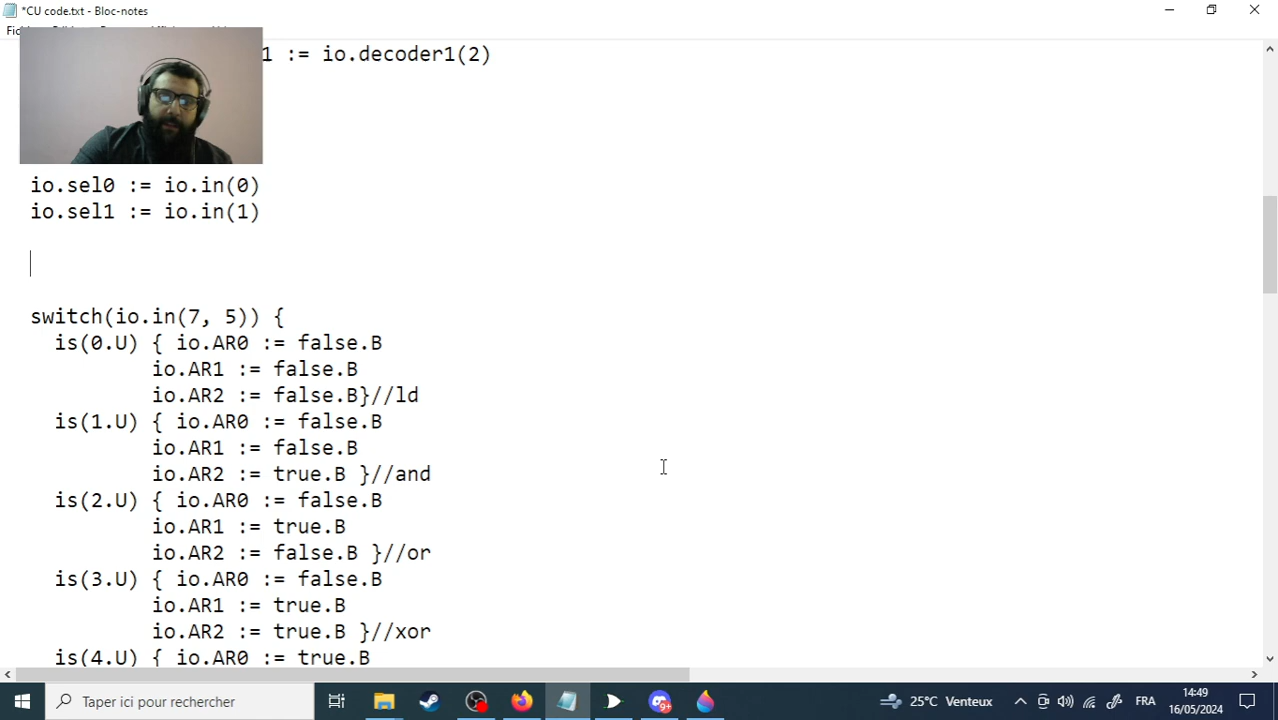 *CU code.txt - Bloc-notes
1 := io.decoder1(2)
io.sel0 := io.in(0)
io.sel1 := io.in(1)
switch(io.in(7, 5)) {
is(0.U) { io.AR0 := false.B
io.AR1 := false.B
io.AR2 := false.B}//ld
is(1.U) { io.AR0 := false.B
io.AR1 := false.B
io.AR2 := true.B }//and
is(2.U) { io.AR0 := false.B
io.AR1 := true.B
io.AR2 := false.B }//or
is(3.U) { io.AR0 := false.B
io.AR1 := true.B
io.AR2 := true.B }//xor
is(4.U) { io.AR0 := true.B
Taper ici pour rechercher
9+
25°C Venteux
FRA
14:49
16/05/2024